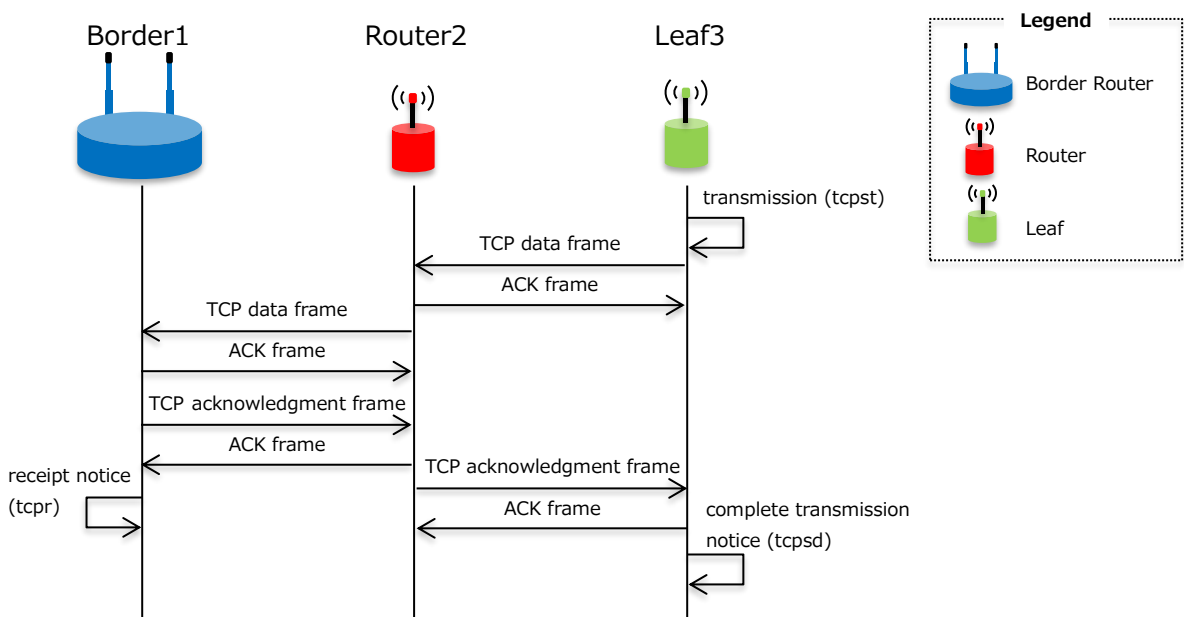 Border1
Router2
Leaf3
Legend
Border Router
Router
Leaf
transmission (tcpst)
TCP data frame
ACK frame
TCP data frame
ACK frame
TCP acknowledgment frame
ACK frame
TCP acknowledgment frame
receipt notice
(tcpr)
ACK frame
complete transmission
notice (tcpsd)